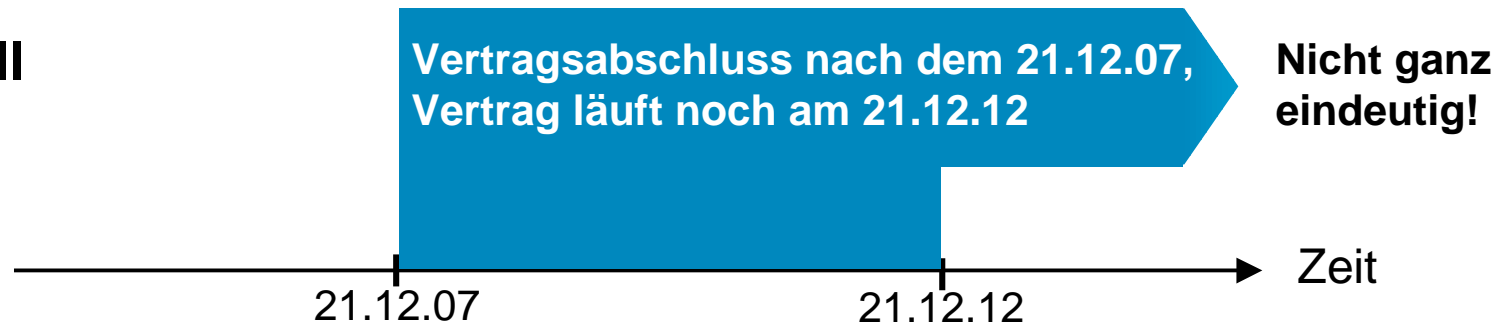 II
Vertragsabschluss nach dem 21.12.07,
Vertrag läuft noch am 21.12.12
Nicht ganz
eindeutig!
Zeit
21.12.07
21.12.12